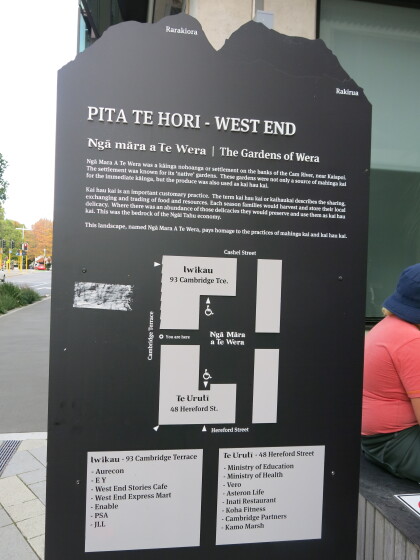 Rarakiora
Rakirua
PITA TE HORI - WEST END
Ngā māra a Te Wera | The Gardens of Wera
Ngā Mara A Te Wera was a kāinga nohoanga or settlement on the banks of the Cam River, near Kaiapoi.
The settlement was known for its 'native' gardens. These gardens were not only a source of mahinga kai
for the immediate kāinga, but the produce was also used as kai hau kai.
Kai hau kai is an important customary practice. The term kai hau kai or kaihaukai describes the sharing,
exchanging and trading of food and resources. Each season families would harvest and store their local
delicacy. Where there was an abundance of those delicacies they would preserve and use them as kai hau
kai. This was the bedrock of the Ngāi Tahu economy.
This landscape, named Ngā Mara A Te Wera, pays homage to the practices of mahinga kai and kai hau kai.
Cashel Street
Iwikau
93 Cambridge Tce.
Cambridge Terrace
You are here
Ngā Māra
a Te Wera
Te Urutī
48 Hereford St.
Hereford Street
Iwikau - 93 Cambridge Terrace
- Aurecon
- E Y
- West End Stories Cafe
- West End Express Mart
- Enable
- PSA
- JLL
Te Urutī - 48 Hereford Street
- Ministry of Education
- Ministry of Health
- Vero
- Asteron Life
- Inati Restaurant
- Koha Fitness
- Cambridge Partners
- Kamo Marsh